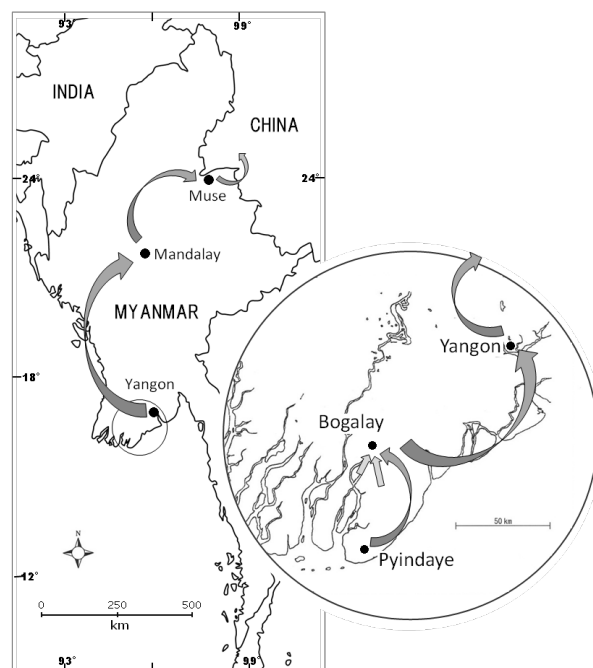 93
99°
INDIA
CHINA
24°
24°
Muse
Mandalay
MYANMAR
Yangon
Yangon
18°
Bogalay
50 km
N
Pyindaye
12°
0 250 500
km
93°
99°